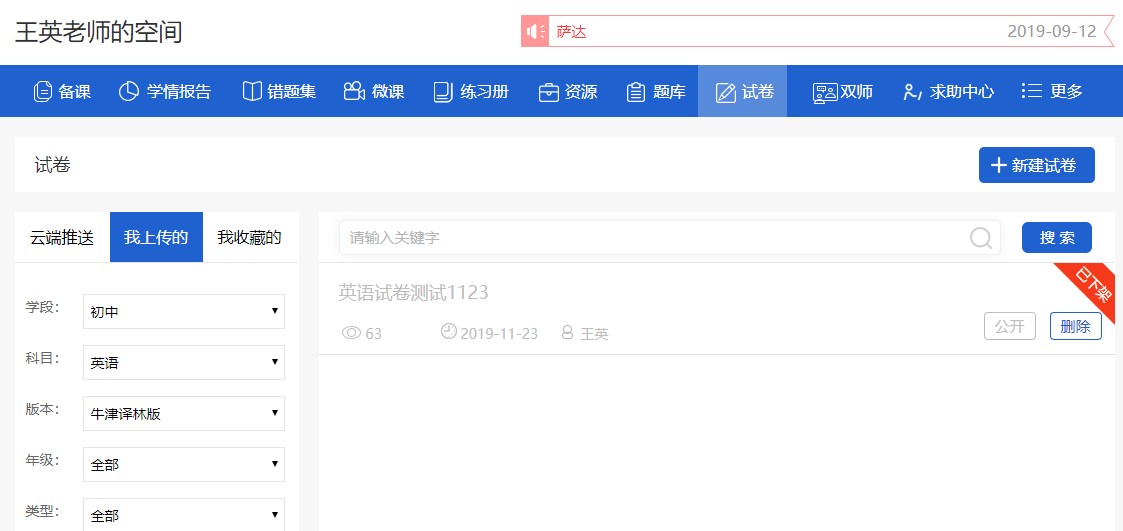 王英老师的空间
萨达 2019-09-12
备课 学情报告 错题集 微课 练习册 资源 题库 试卷 双师 求助中心 更多
试卷 新建试卷
云端推送 我上传的 我收藏的
请输入关键字 搜 索
已下架
英语试卷测试1123
63 2019-11-23 王英 公开 删除
学段: 初中
科目: 英语
版本: 牛津译林版
年级: 全部
类型: 全部